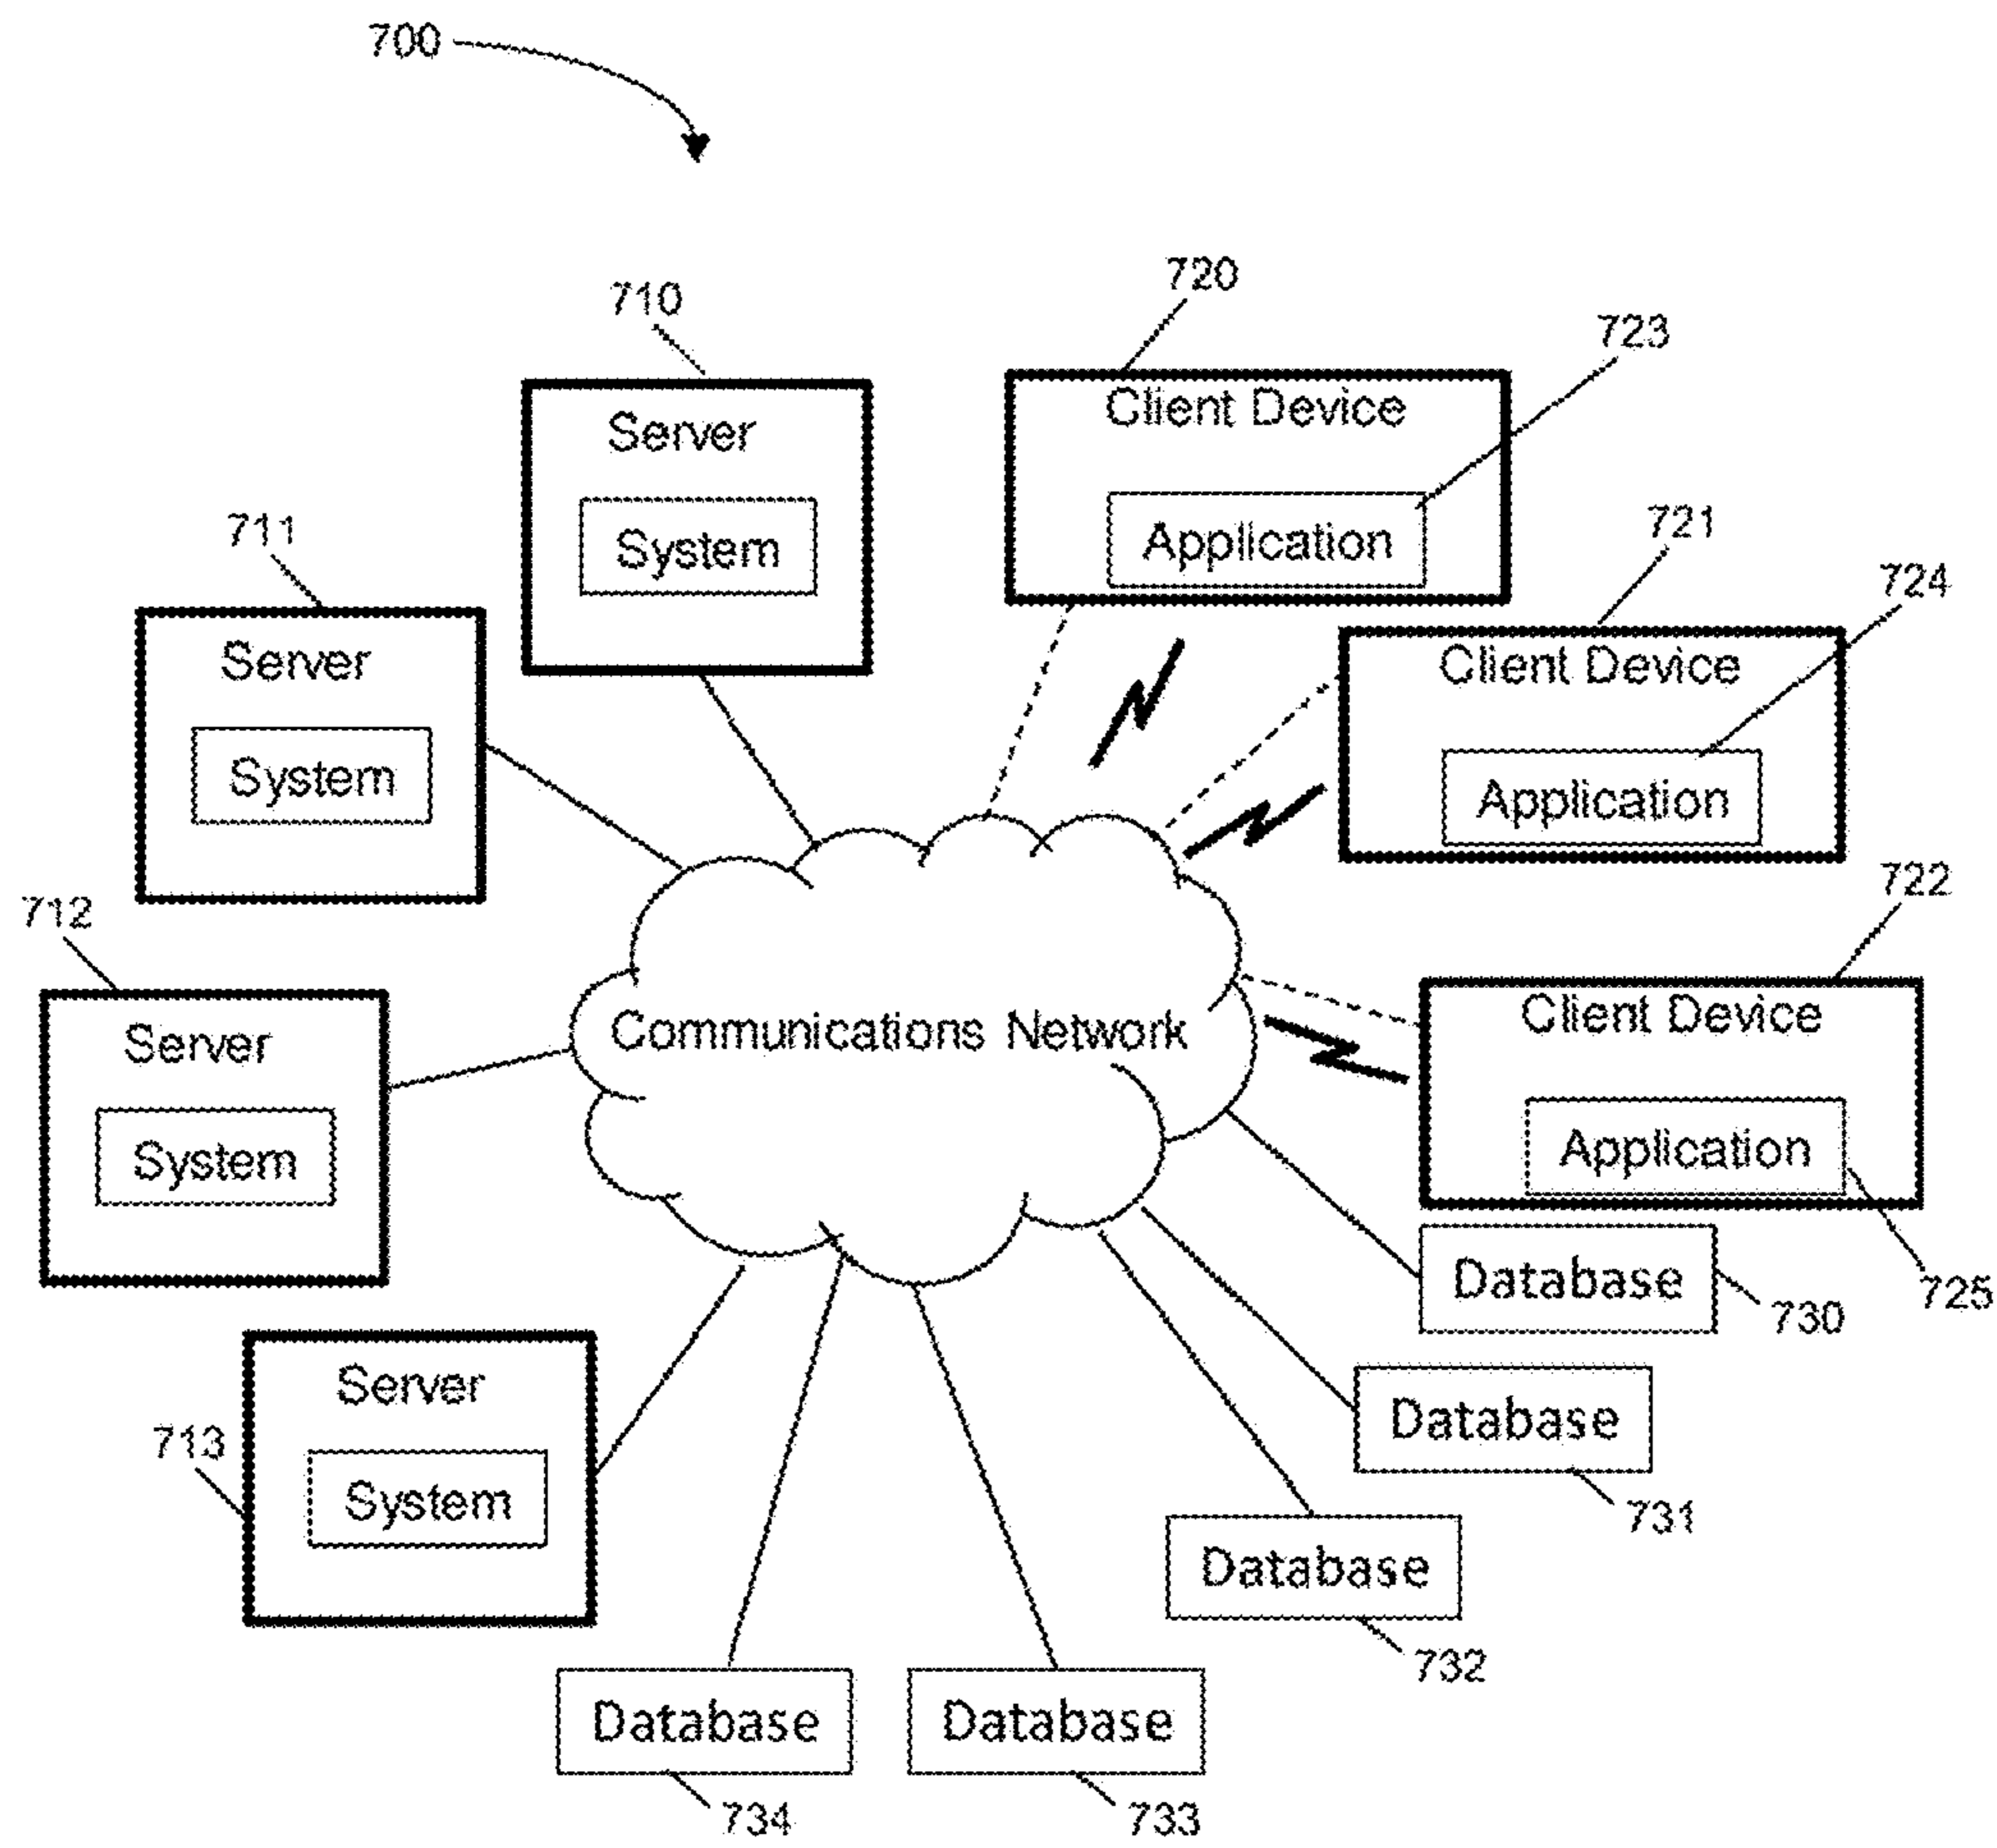 700
710
720
723
Server
System
Client Device
Application
711
721
724
Server
System
Client Device
Application
712
722
Server
System
Communications Network
Client Device
Application
725
713
Server
System
Database
730
Database
731
Database
732
Database
734
Database
733